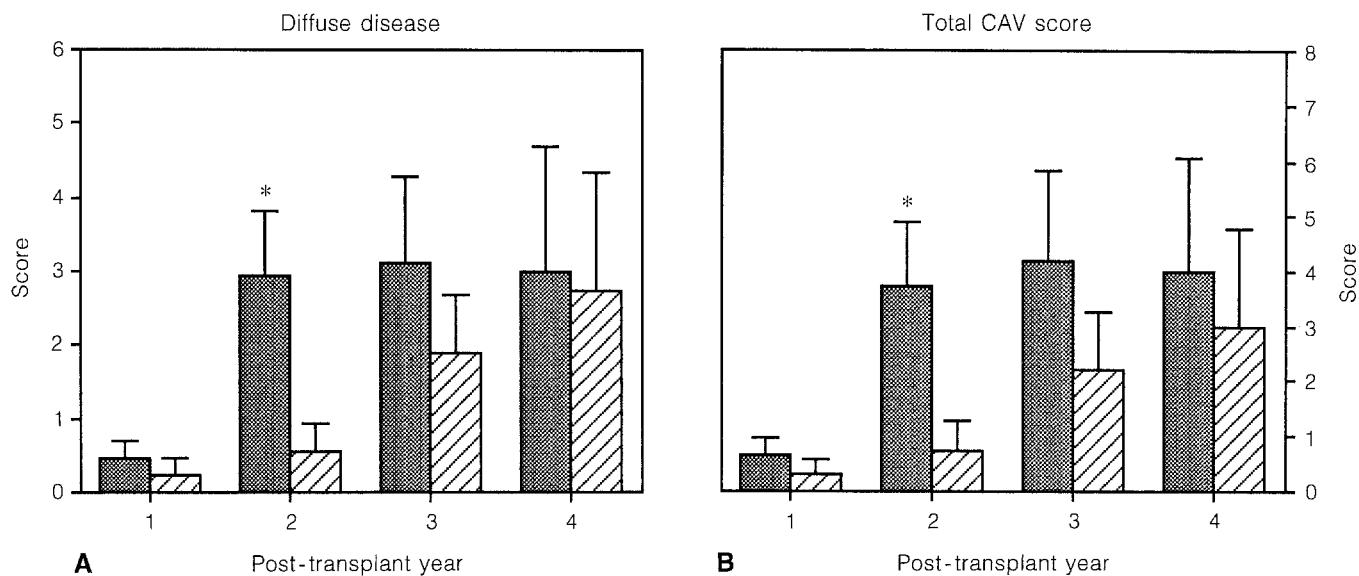 Diffuse disease
6
5
4
3
2
1
0
Score
*
1 2 3 4
A Post-transplant year
Total CAV score
8
7
6
5
4
3
2
1
0
Score
*
1 2 3 4
B Post-transplant year